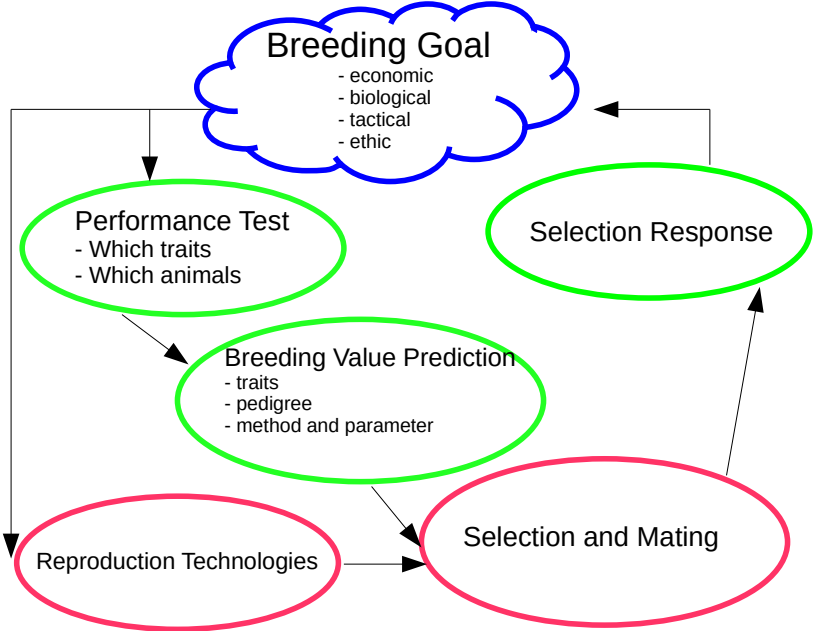 Breeding Goal
- economic
- biological
- tactical
- ethic
Performance Test
- Which traits
- Which animals
Selection Response
Breeding Value Prediction
- traits
- pedigree
- method and parameter
Selection and Mating
Reproduction Technologies